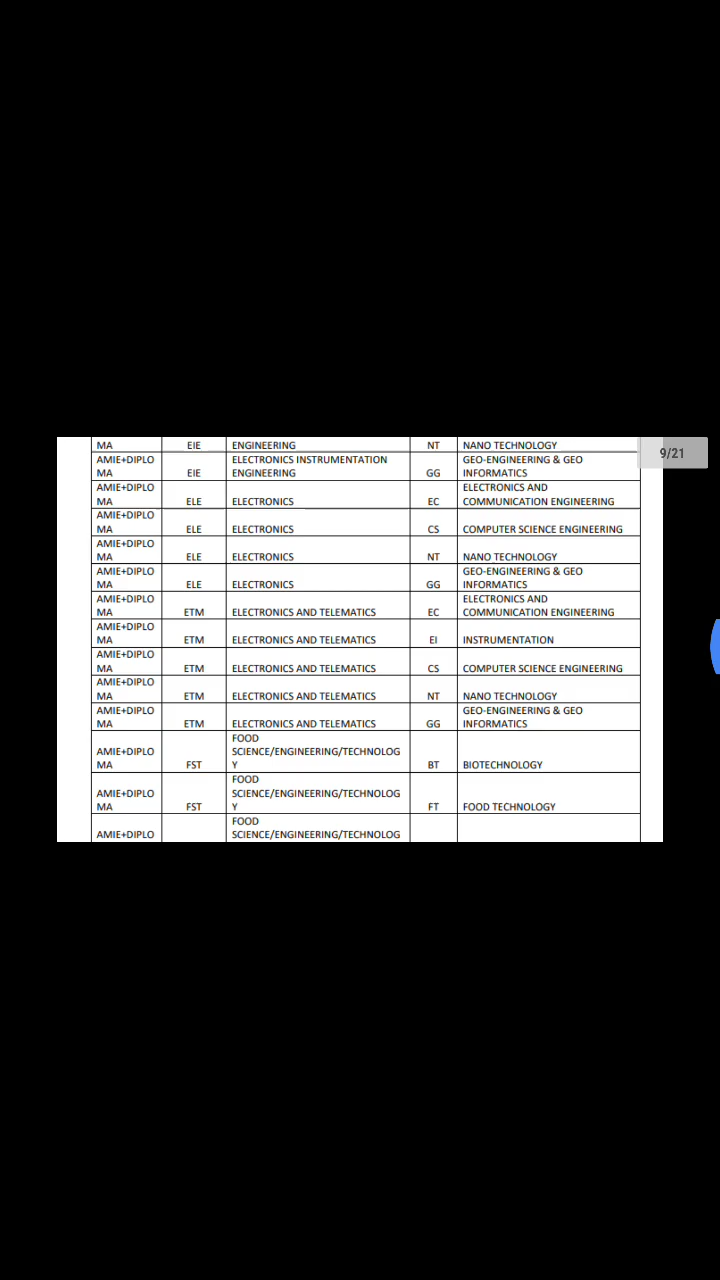 MA EIE ENGINEERING NT NANO TECHNOLOGY
9/21
AMIE+DIPLO ELECTRONICS INSTRUMENTATION GEO-ENGINEERING & GEO
MA EIE ENGINEERING GG INFORMATICS
AMIE+DIPLO ELECTRONICS AND
MA ELE ELECTRONICS EC COMMUNICATION ENGINEERING
AMIE+DIPLO
MA ELE ELECTRONICS CS COMPUTER SCIENCE ENGINEERING
AMIE+DIPLO
MA ELE ELECTRONICS NT NANO TECHNOLOGY
AMIE+DIPLO GEO-ENGINEERING & GEO
MA ELE ELECTRONICS GG INFORMATICS
AMIE+DIPLO ELECTRONICS AND
MA ETM ELECTRONICS AND TELEMATICS EC COMMUNICATION ENGINEERING
AMIE+DIPLO
MA ETM ELECTRONICS AND TELEMATICS EI INSTRUMENTATION
AMIE+DIPLO
MA ETM ELECTRONICS AND TELEMATICS CS COMPUTER SCIENCE ENGINEERING
AMIE+DIPLO
MA ETM ELECTRONICS AND TELEMATICS NT NANO TECHNOLOGY
AMIE+DIPLO GEO-ENGINEERING & GEO
MA ETM ELECTRONICS AND TELEMATICS GG INFORMATICS
FOOD
AMIE+DIPLO SCIENCE/ENGINEERING/TECHNOLOG
MA FST Y BT BIOTECHNOLOGY
FOOD
AMIE+DIPLO SCIENCE/ENGINEERING/TECHNOLOG
MA FST Y FT FOOD TECHNOLOGY
FOOD
AMIE+DIPLO SCIENCE/ENGINEERING/TECHNOLOG